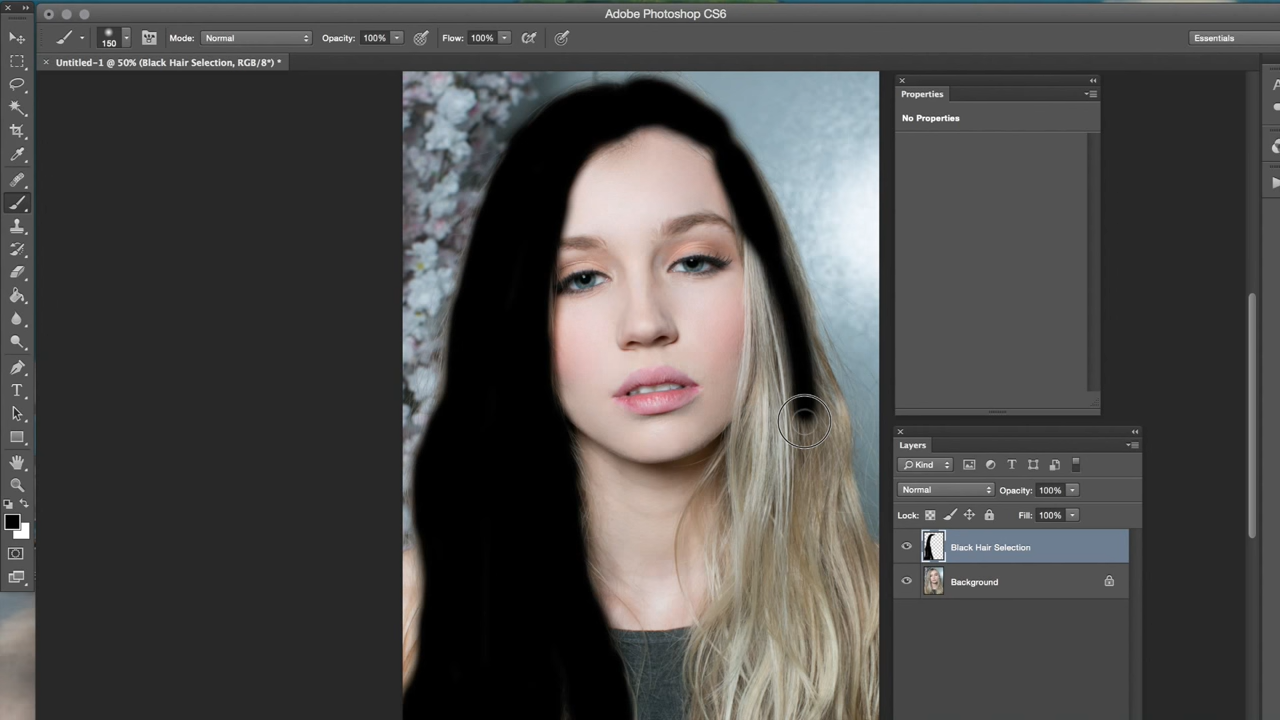 Adobe Photoshop CS6
150
Mode: Normal Opacity: 100% Flow: 100% Essentials
Untitled-1 @ 50% (Black Hair Selection, RGB/8*) *
Properties
No Properties
Layers
Kind T
Normal Opacity: 100%
Lock: Fill: 100%
Black Hair Selection
Background